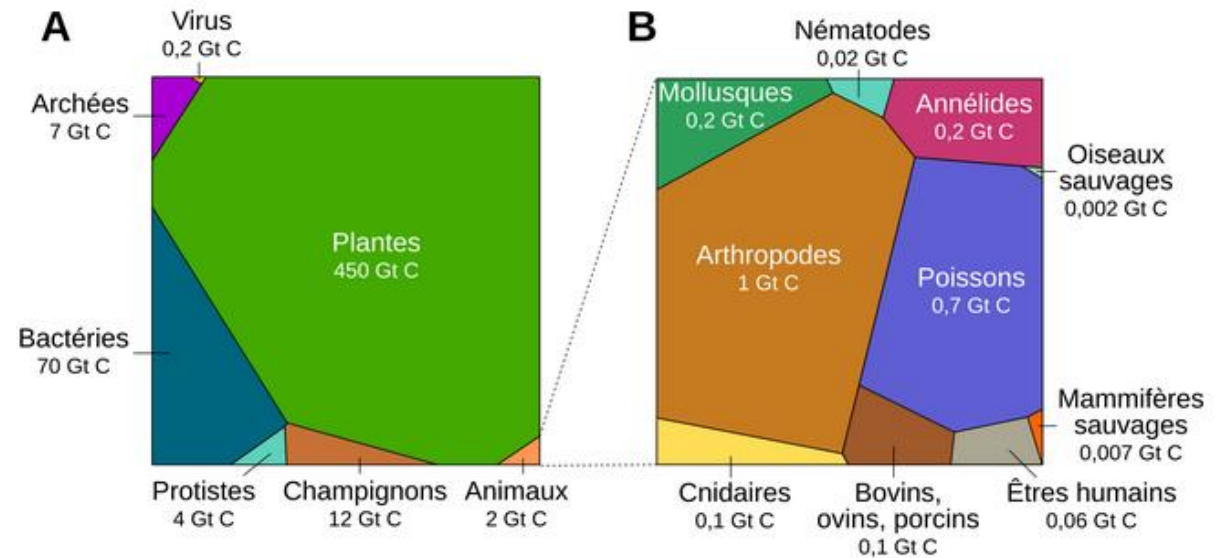 A
Virus
0,2 Gt C
Archées
7 Gt C
Plantes
450 Gt C
Bactéries
70 Gt C
Protistes
4 Gt C
Champignons
12 Gt C
Animaux
2 Gt C
B
Nématodes
0,02 Gt C
Mollusques
0,2 Gt C
Annélides
0,2 Gt C
Oiseaux
sauvages
0,002 Gt C
Arthropodes
1 Gt C
Poissons
0,7 Gt C
Mammifères
sauvages
0,007 Gt C
Cnidaires
0,1 Gt C
Bovins,
ovins, porcins
0,1 Gt C
Êtres humains
0,06 Gt C